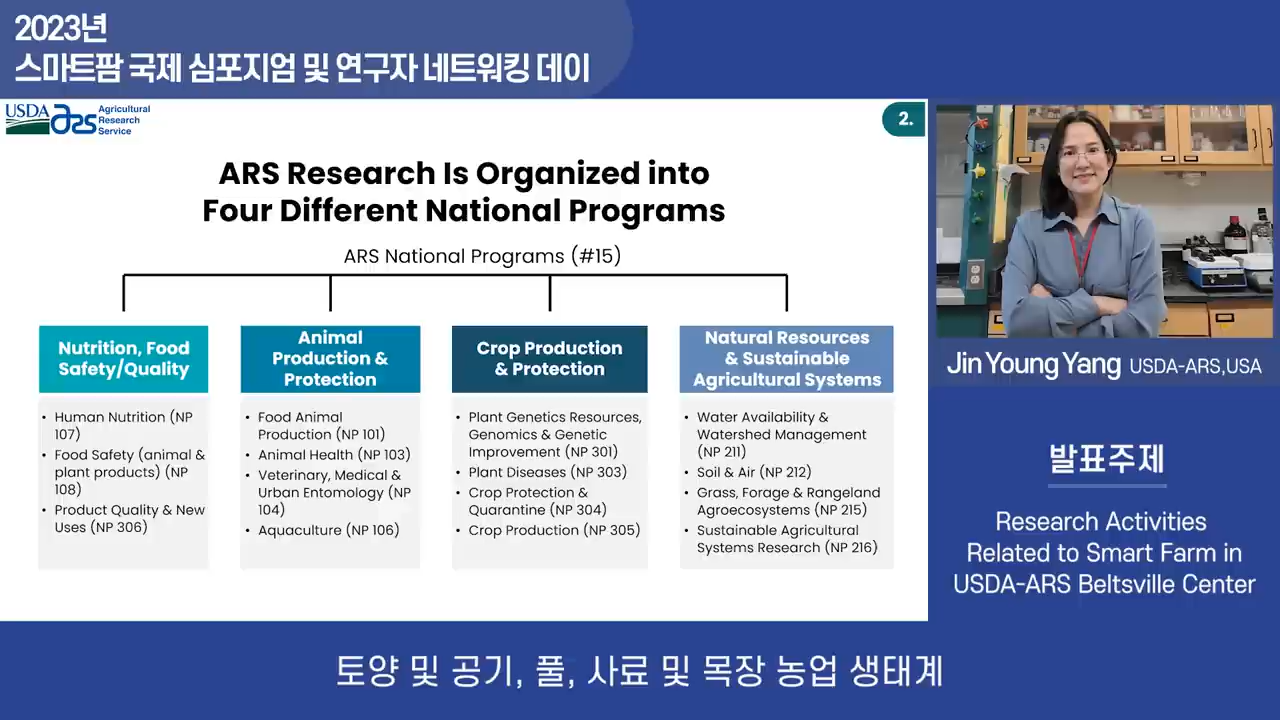 2023년
스마트팜 국제 심포지엄 및 연구자 네트워킹 데이
USDA ars Agricultural
Research
Service
2.
ARS Research Is Organized into
Four Different National Programs
ARS National Programs (#15)
Nutrition, Food
Safety/Quality
• Human Nutrition (NP
107)
• Food Safety (animal &
plant products) (NP
108)
• Product Quality & New
Uses (NP 306)
Animal
Production &
Protection
• Food Animal
Production (NP 101)
• Animal Health (NP 103)
• Veterinary, Medical &
Urban Entomology (NP
104)
• Aquaculture (NP 106)
Crop Production
& Protection
• Plant Genetics Resources,
Genomics & Genetic
Improvement (NP 301)
• Plant Diseases (NP 303)
• Crop Protection &
Quarantine (NP 304)
• Crop Production (NP 305)
Natural Resources
& Sustainable
Agricultural Systems
• Water Availability &
Watershed Management
(NP 211)
• Soil & Air (NP 212)
• Grass, Forage & Rangeland
Agroecosystems (NP 215)
• Sustainable Agricultural
Systems Research (NP 216)
Jin Young Yang USDA-ARS,USA
발표주제
Research Activities
Related to Smart Farm in
USDA-ARS Beltsville Center
토양 및 공기, 풀, 사료 및 목장 농업 생태계